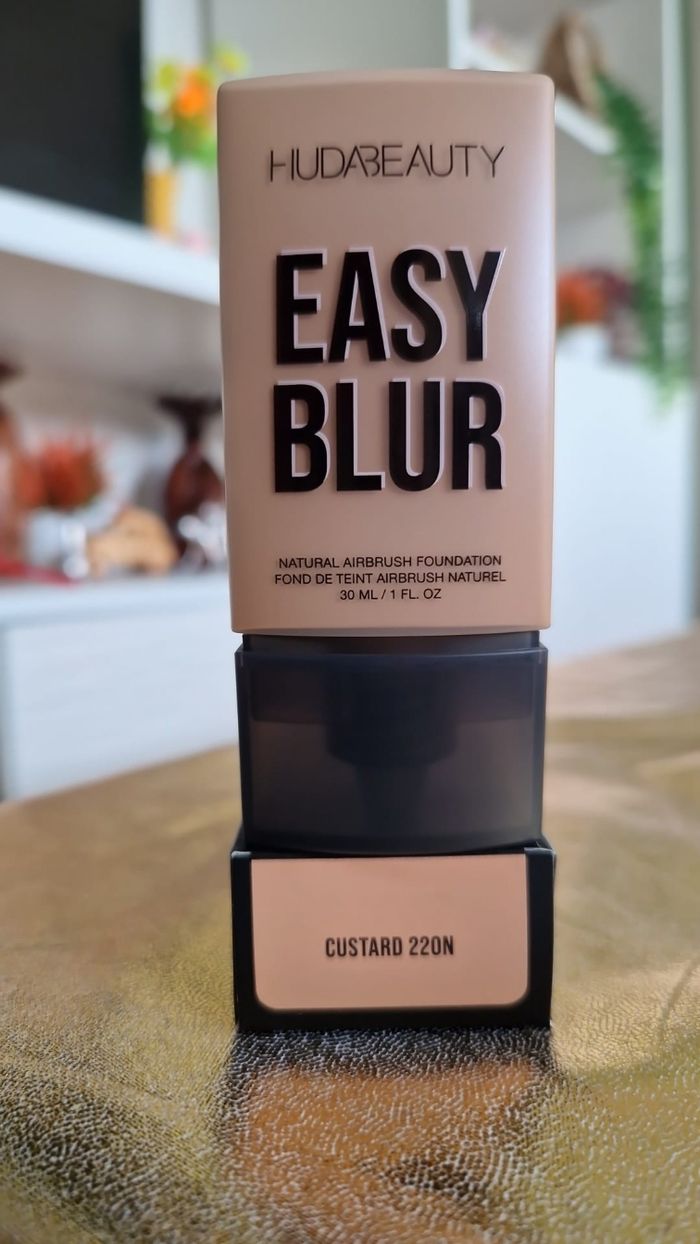 HUDABEAUTY
EASY
BLUR
NATURAL AIRBRUSH FOUNDATION
FOND DE TEINT AIRBRUSH NATUREL
30 ML / 1 FL. OZ
CUSTARD 220N